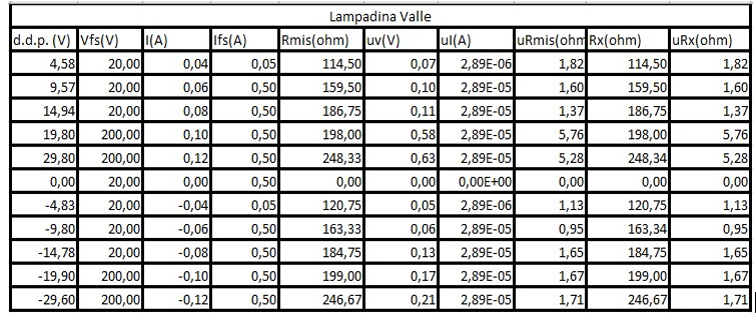 Lampadina Valle
d.d.p. (V) Vfs(V) I(A) Ifs(A) Rmis(ohm) uv(V) uI(A) uRmis(ohm Rx(ohm) uRx(ohm)
4,58 20,00 0,04 0,05 114,50 0,07 2,89E-06 1,82 114,50 1,82
9,57 20,00 0,06 0,50 159,50 0,10 2,89E-05 1,60 159,50 1,60
14,94 20,00 0,08 0,50 186,75 0,11 2,89E-05 1,37 186,75 1,37
19,80 200,00 0,10 0,50 198,00 0,58 2,89E-05 5,76 198,00 5,76
29,80 200,00 0,12 0,50 248,33 0,63 2,89E-05 5,28 248,34 5,28
0,00 20,00 0,00 0,50 0,00 0,00 0,00E+00 0,00 0,00 0,00
-4,83 20,00 -0,04 0,05 120,75 0,05 2,89E-06 1,13 120,75 1,13
-9,80 20,00 -0,06 0,50 163,33 0,06 2,89E-05 0,95 163,34 0,95
-14,78 20,00 -0,08 0,50 184,75 0,13 2,89E-05 1,65 184,75 1,65
-19,90 200,00 -0,10 0,50 199,00 0,17 2,89E-05 1,67 199,00 1,67
-29,60 200,00 -0,12 0,50 246,67 0,21 2,89E-05 1,71 246,67 1,71